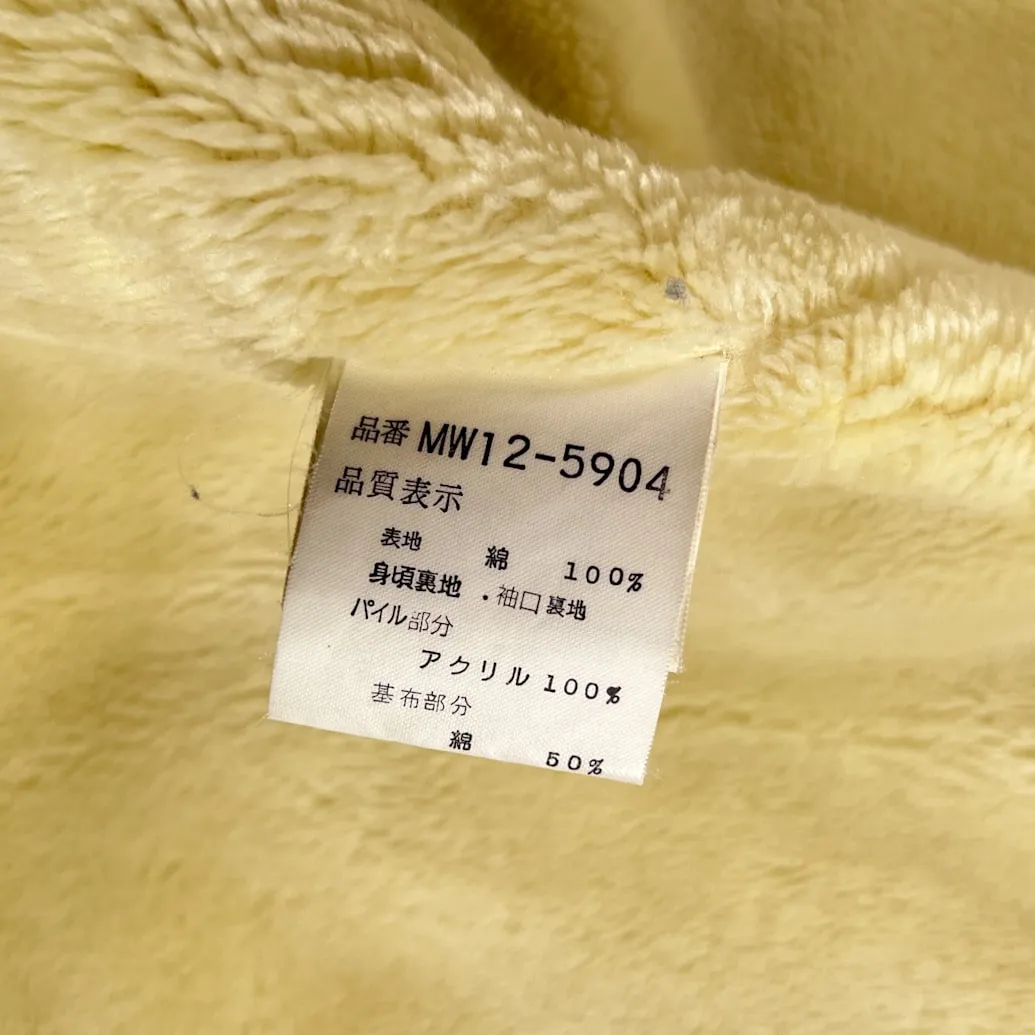 品番 MW12-5904
品質表示
表地 綿 100%
身頃裏地・袖口裏地
パイル部分
アクリル 100%
基布部分
綿 50%